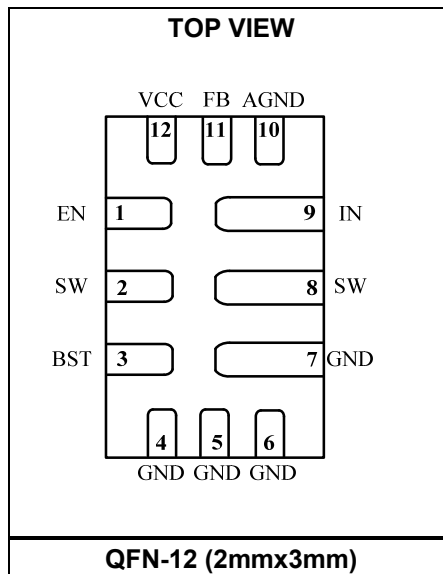 TOP VIEW
VCC FB AGND
12 11 10
EN 1 9 IN
SW 2 8 SW
BST 3 7 GND
4 5 6
GND GND GND
QFN-12 (2mmx3mm)